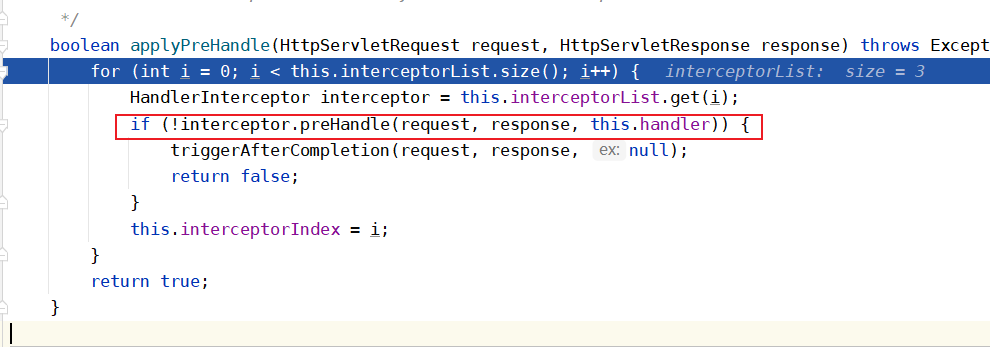 */
boolean applyPreHandle(HttpServletRequest request, HttpServletResponse response) throws Except
for (int i = 0; i < this.interceptorList.size(); i++) { interceptorList: size = 3
HandlerInterceptor interceptor = this.interceptorList.get(i);
if (!interceptor.preHandle(request, response, this.handler)) {
triggerAfterCompletion(request, response, ex: null);
return false;
}
this.interceptorIndex = i;
}
return true;
}